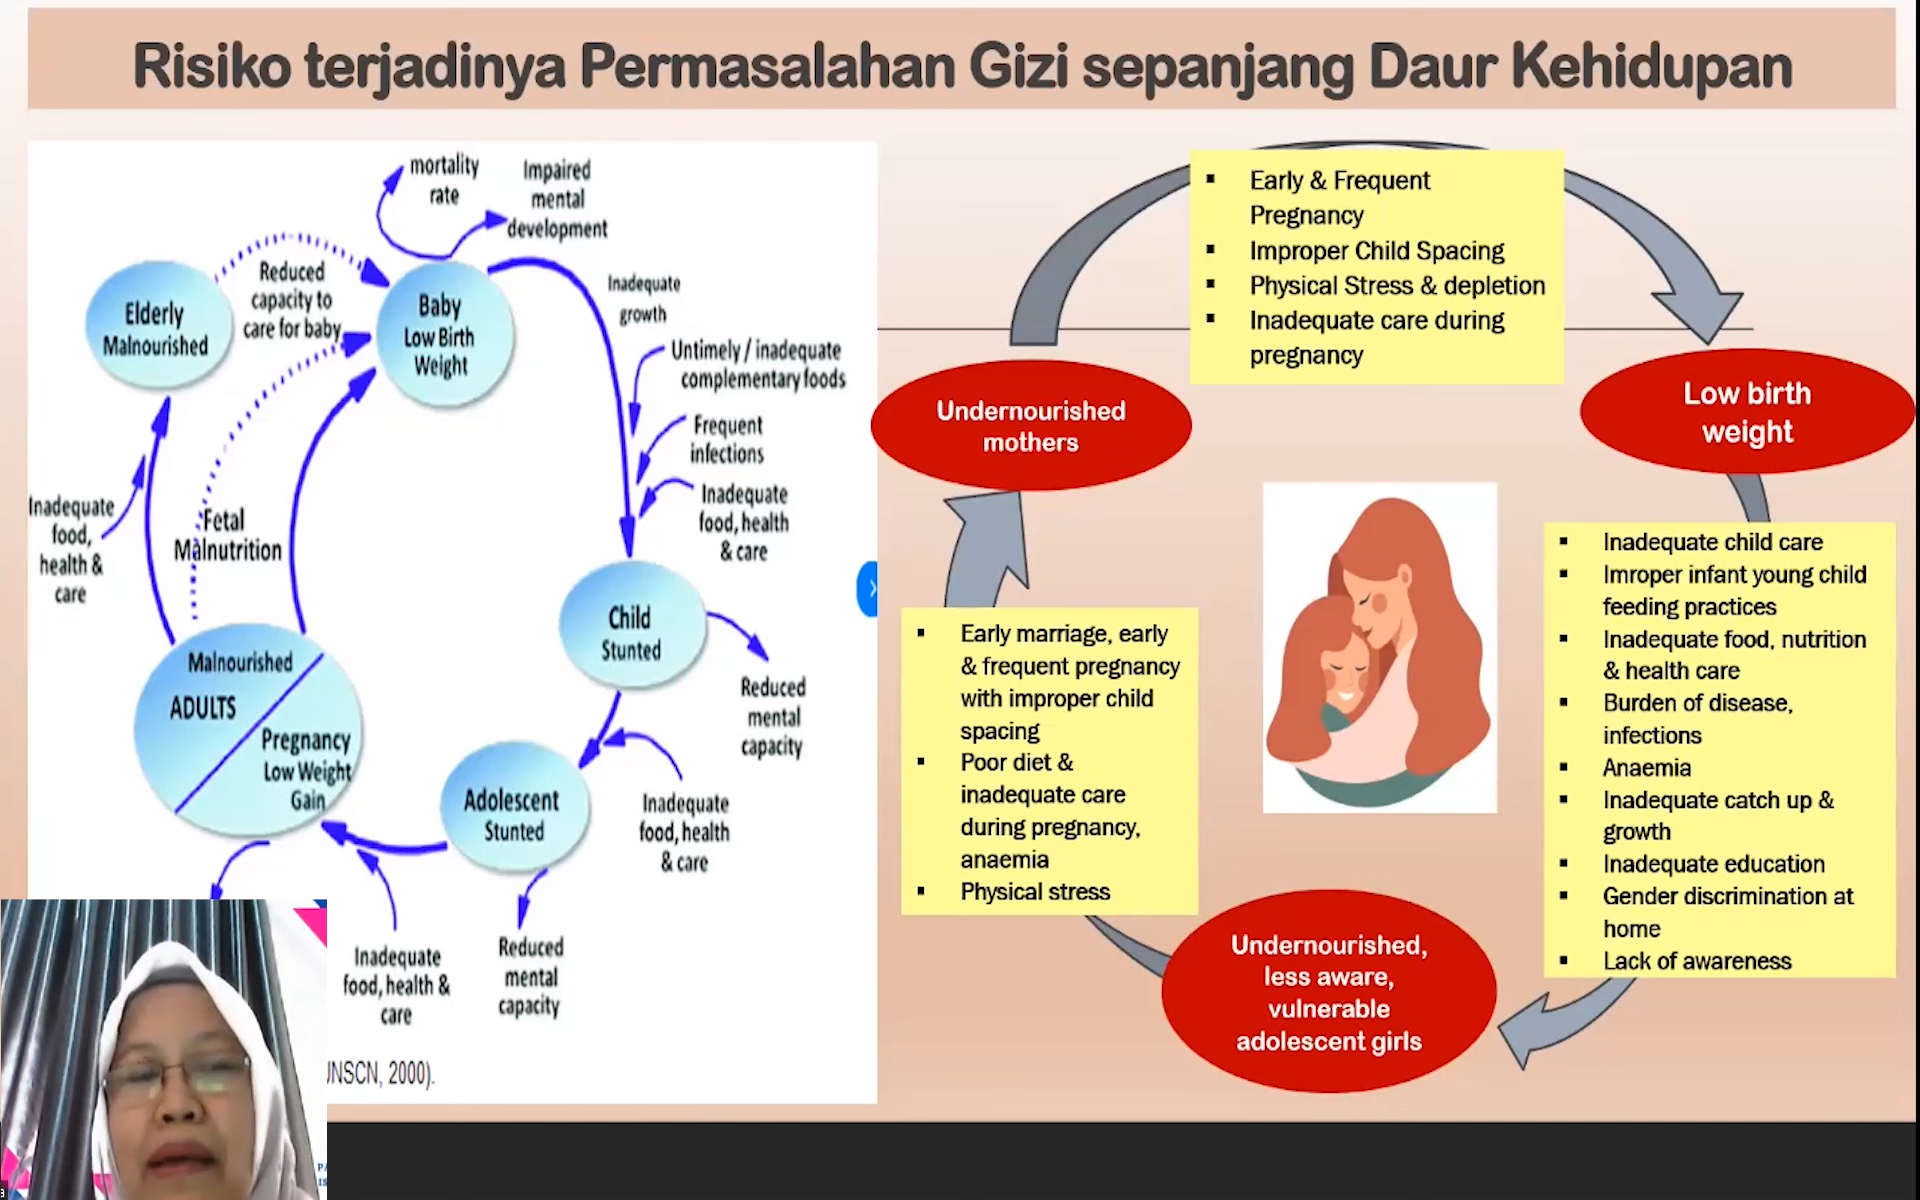 Risiko terjadinya Permasalahan Gizi sepanjang Daur Kehidupan
mortality
rate
Impaired
mental
development
Reduced
capacity to
care for baby
Elderly
Malnourished
Baby
Low Birth
Weight
Inadequate
growth
Untimely / inadequate
complementary foods
Frequent
infections
Inadequate
food, health
& care
Inadequate
food,
health &
care
Fetal
Malnutrition
Child
Stunted
Reduced
mental
capacity
Malnourished
ADULTS
Pregnancy
Low Weight
Gain
Adolescent
Stunted
Inadequate
food, health
& care
Inadequate
food, health &
care
Reduced
mental
capacity
UNSCN, 2000).
▪ Early & Frequent
Pregnancy
▪ Improper Child Spacing
▪ Physical Stress & depletion
▪ Inadequate care during
pregnancy
Undernourished
mothers
Low birth
weight
▪ Inadequate child care
▪ Imroper infant young child
feeding practices
▪ Inadequate food, nutrition
& health care
▪ Burden of disease,
infections
▪ Anaemia
▪ Inadequate catch up &
growth
▪ Inadequate education
▪ Gender discrimination at
home
▪ Lack of awareness
▪ Early marriage, early
& frequent pregnancy
with improper child
spacing
▪ Poor diet &
inadequate care
during pregnancy,
anaemia
▪ Physical stress
Undernourished,
less aware,
vulnerable
adolescent girls